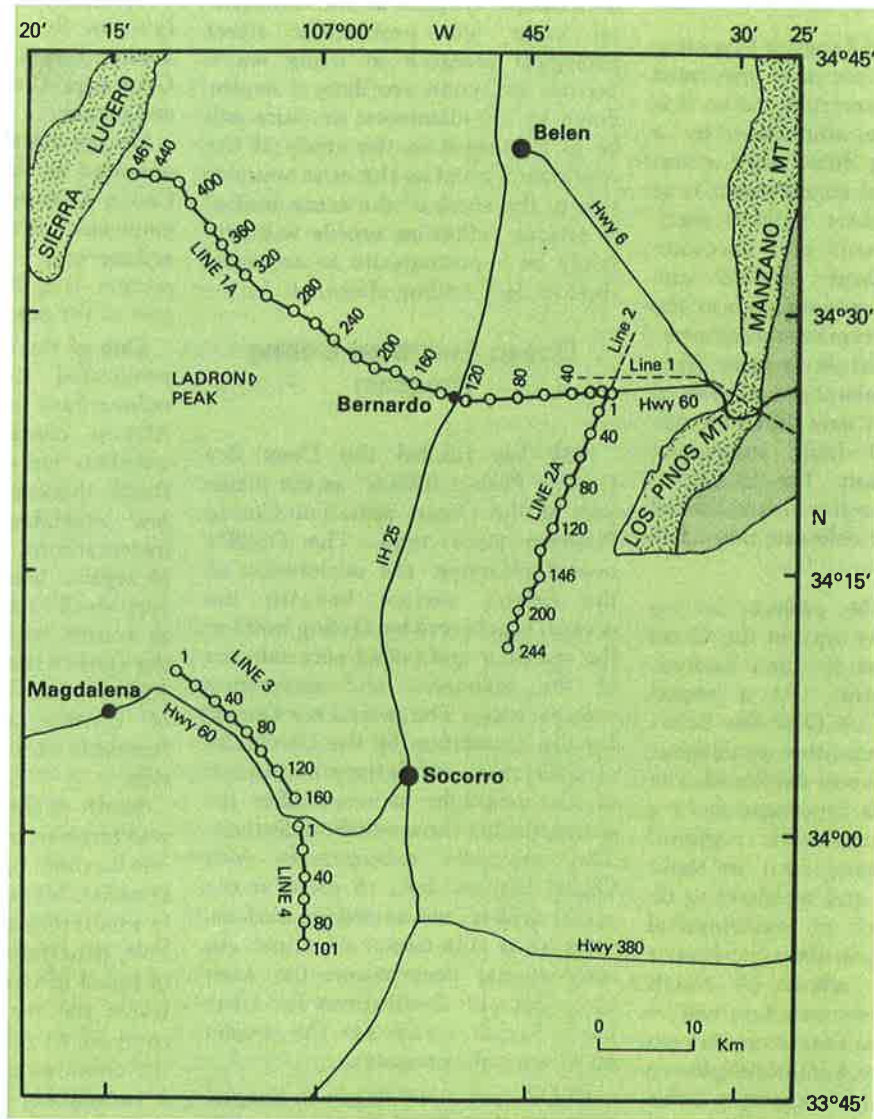 20' 15' 107°00' W 45' 30' 25'
34°45'
SIERRA LUCERO
MANZANO MT
Belen
461
440
400
360
320
LINE 1A
280
240
200
160
Hwy 6
34°30'
Line 2
Line 1
LADRON
PEAK
Bernardo
120
80
40
1
Hwy 60
40
LINE 2A
80
120
146
200
244
LOS PINOS MT
IH 25
N
34°15'
Magdalena
1
LINE 3
40
80
120
160
Hwy 60
Socorro
34°00'
1
LINE 4
40
80
101
Hwy 380
0 10
Km
33°45'